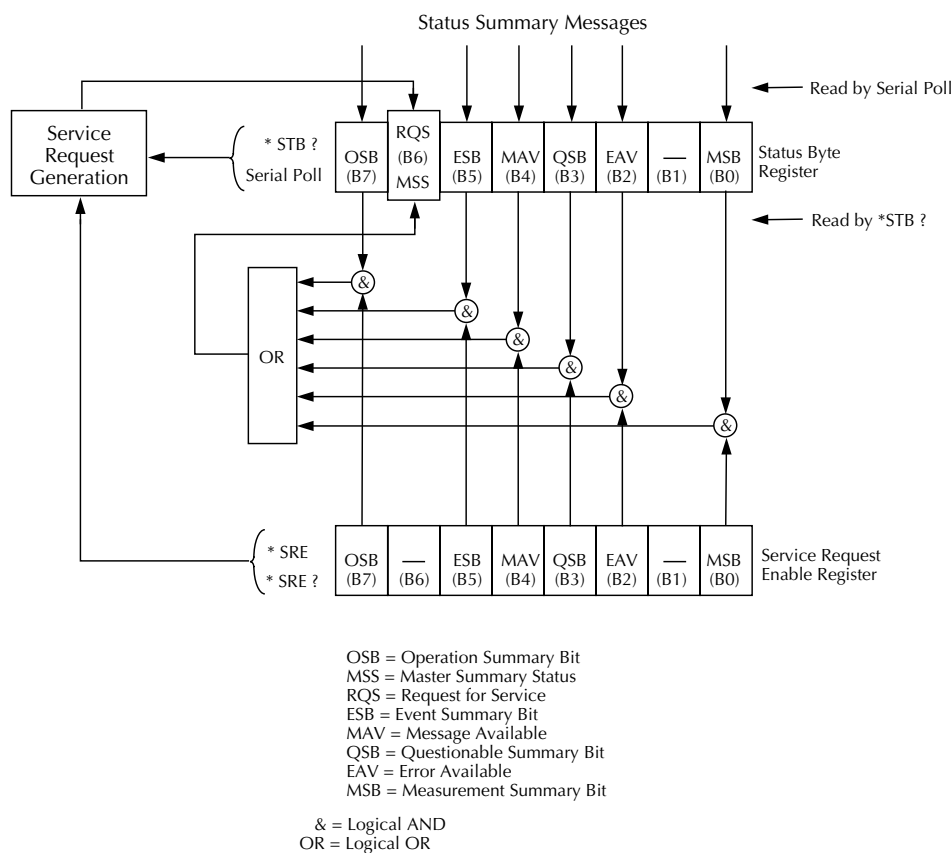 Status Summary Messages
Read by Serial Poll
Service
Request
Generation
* STB ?
Serial Poll
OSB
(B7)
RQS
(B6)
MSS
ESB
(B5)
MAV
(B4)
QSB
(B3)
EAV
(B2)
—
(B1)
MSB
(B0)
Status Byte
Register
Read by *STB ?
OR
&
&
&
&
&
&
* SRE
* SRE ?
OSB
(B7)
—
(B6)
ESB
(B5)
MAV
(B4)
QSB
(B3)
EAV
(B2)
—
(B1)
MSB
(B0)
Service Request
Enable Register
OSB = Operation Summary Bit
MSS = Master Summary Status
RQS = Request for Service
ESB = Event Summary Bit
MAV = Message Available
QSB = Questionable Summary Bit
EAV = Error Available
MSB = Measurement Summary Bit
& = Logical AND
OR = Logical OR